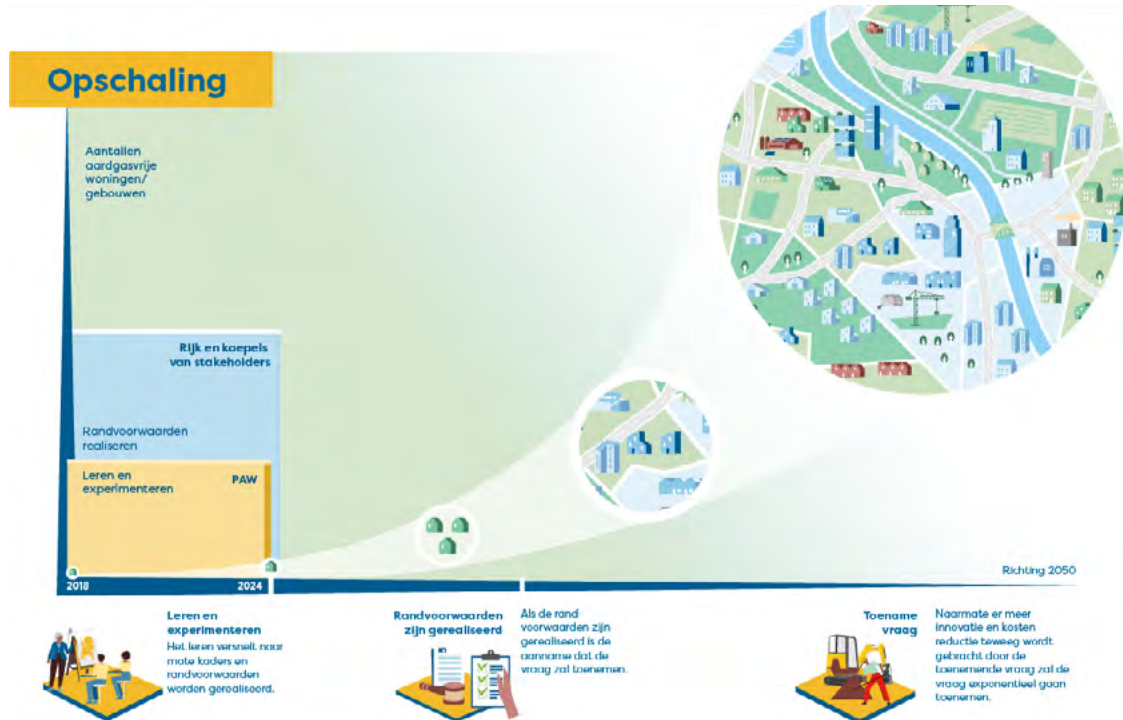 Opschaling
Aantallen
aardgasvrije
woningen/
gebouwen
Rijk en koepels
van stakeholders
Randvoorwaarden
realiseren
Leren en
experimenteren
PAW
2018
2024
Richting 2050
Leren en
experimenteren
Het leren versnelt naar
mate kaders en
randvoorwaarden
worden gerealiseerd.
Randvoorwaarden
zijn gerealiseerd
Als de rand
voorwaarden zijn
gerealiseerd is de
aanname dat de
vraag zal toenemen.
Toename
vraag
Naarmate er meer
innovatie en kosten
reductie teweeg wordt
gebracht door de
toenemende vraag zal de
vraag exponentieel gaan
toenemen.